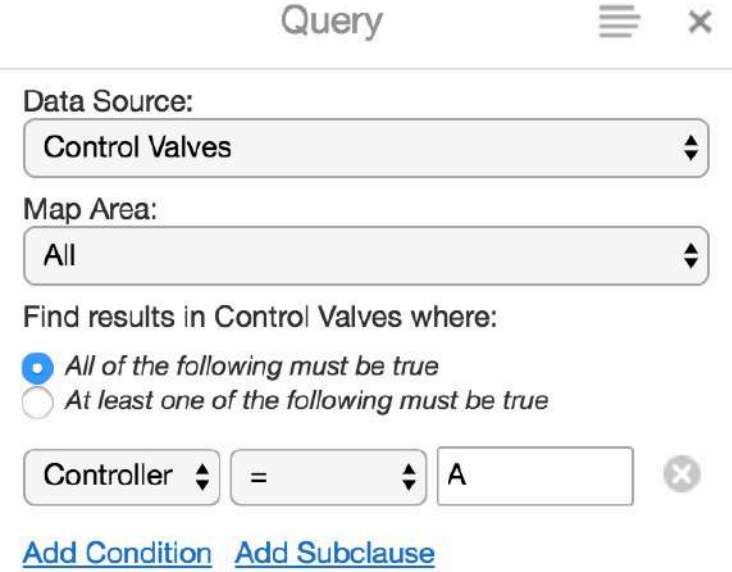 Query
Data Source:
Control Valves
Map Area:
All
Find results in Control Valves where:
All of the following must be true
At least one of the following must be true
Controller = A
Add Condition Add Subclause